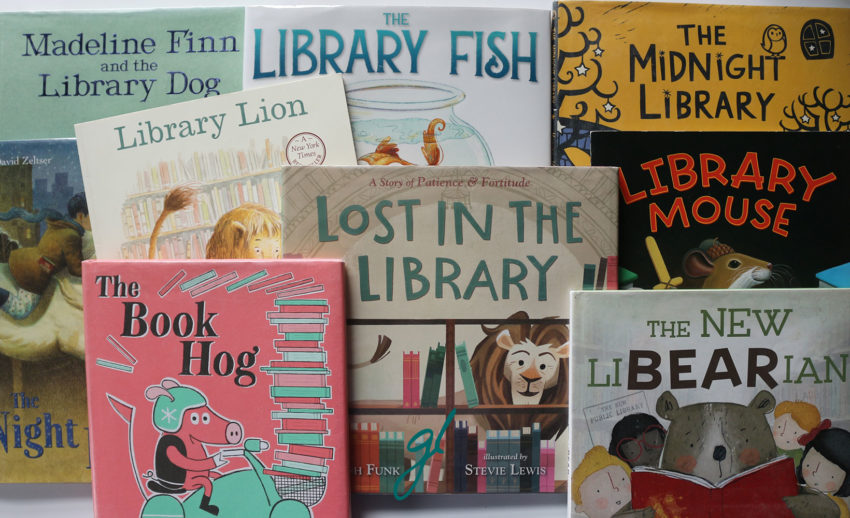 Madeline Finn
and the
Library Dog
THE
LIBRARY FISH
THE
MIDNIGHT
LIBRARY
David Zeltser
The
Night
Library Lion
A
New York
Times
LIBRARY
MOUSE
A Story of Patience & Fortitude
LOST IN THE
LIBRARY
H FUNK
illustrated by
STEVIE LEWIS
The
Book
Hog
THE NEW
LIBEARIAN
THE NEW
PUBLIC LIBRARY